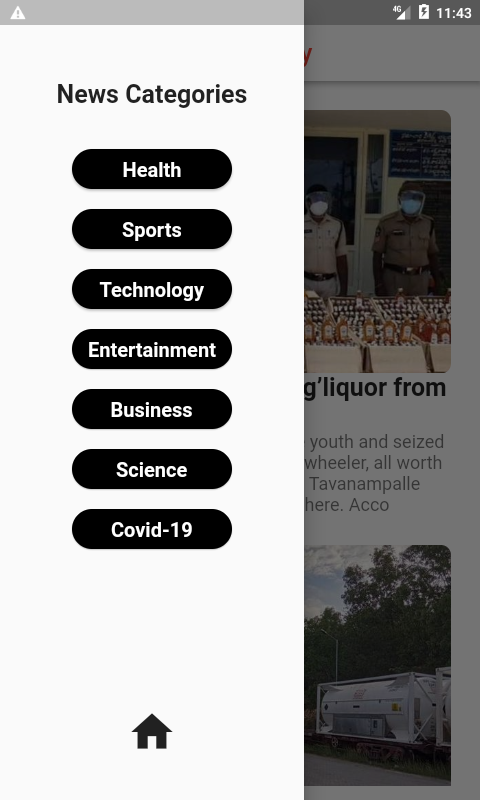 4G 11:43
y
News Categories
Health
Sports
Technology
Entertainment
Business
Science
Covid-19
g’liquor from
youth and seized
wheeler, all worth
Tavanampalle
here. Acco